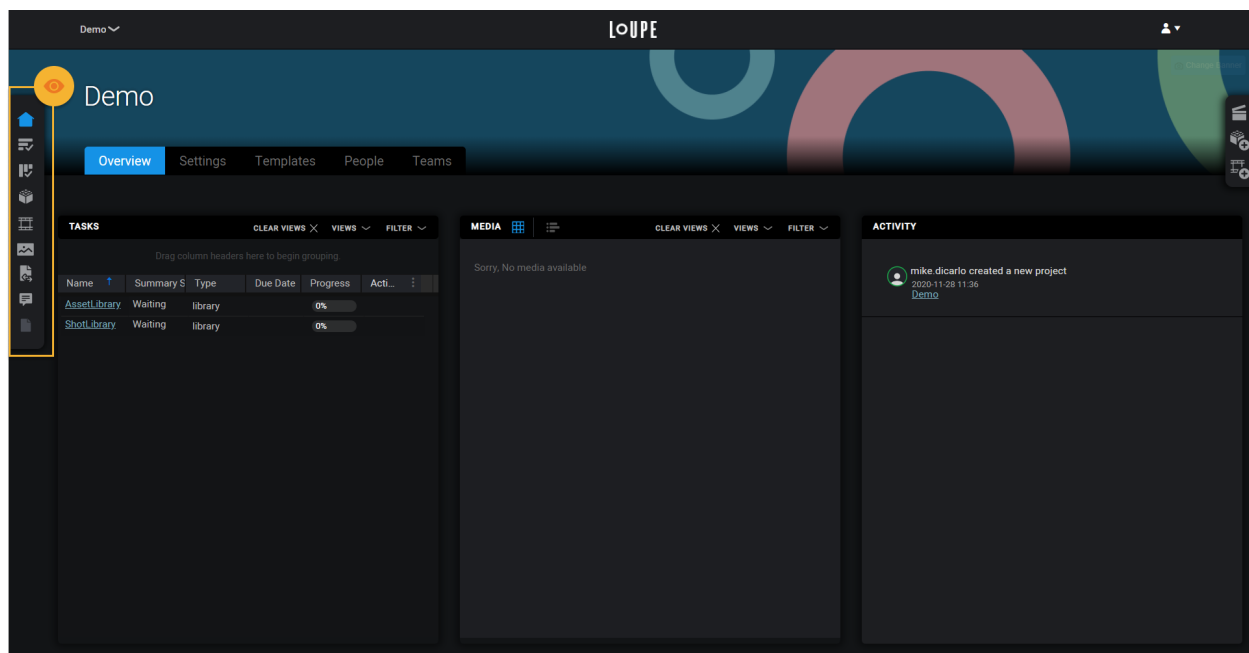 Demo
LOUPE
Demo
Overview Settings Templates People Teams
TASKS CLEAR VIEWS VIEWS FILTER
Drag column headers here to begin grouping.
Name Summary S Type Due Date Progress Acti...
AssetLibrary Waiting library 0%
ShotLibrary Waiting library 0%
MEDIA CLEAR VIEWS VIEWS FILTER
Sorry, No media available
ACTIVITY
mike.dicarlo created a new project
2020-11-28 11:36
Demo